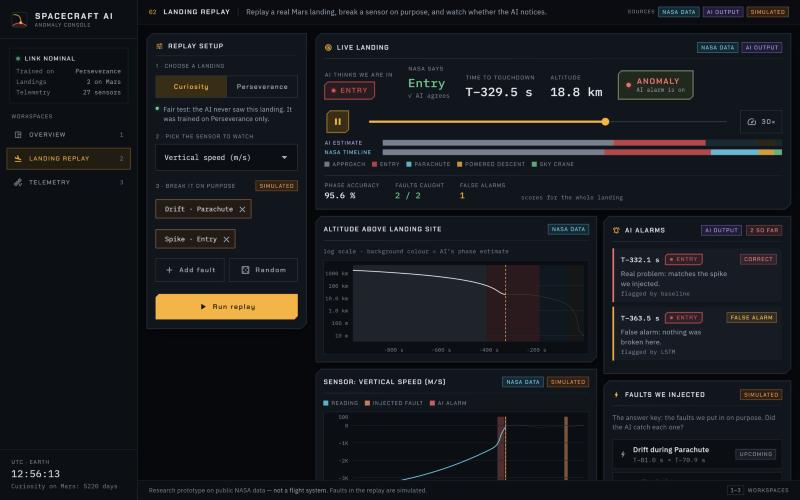 SPACECRAFT AI
ANOMALY CONSOLE
LINK NOMINAL
Trained on Perseverance
Landings 2 on Mars
Telemetry 27 sensors
WORKSPACES
OVERVIEW 1
LANDING REPLAY 2
TELEMETRY 3
UTC · EARTH
12:56:13
Curiosity on Mars: 5220 days
02 LANDING REPLAY Replay a real Mars landing, break a sensor on purpose, and watch whether the AI notices.
SOURCES NASA DATA AI OUTPUT SIMULATED
REPLAY SETUP
1 · CHOOSE A LANDING
Curiosity Perseverance
Fair test: the AI never saw this landing. It
was trained on Perseverance only.
2 · PICK THE SENSOR TO WATCH
Vertical speed (m/s)
3 · BREAK IT ON PURPOSE SIMULATED
Drift · Parachute
Spike · Entry
Add fault Random
Run replay
LIVE LANDING NASA DATA AI OUTPUT
AI THINKS WE ARE IN
ENTRY
NASA SAYS
Entry
✓ AI agrees
TIME TO TOUCHDOWN
T−329.5 s
ALTITUDE
18.8 km
ANOMALY
AI alarm is on
30×
AI ESTIMATE
NASA TIMELINE
APPROACH ENTRY PARACHUTE POWERED DESCENT SKY CRANE
PHASE ACCURACY
95.6 %
FAULTS CAUGHT
2 / 2
FALSE ALARMS
1
scores for the whole landing
ALTITUDE ABOVE LANDING SITE NASA DATA
log scale · background colour = AI's phase estimate
1000 km
100 km
10.0 km
1.0 km
100 m
10 m
-800 s -600 s -400 s -200 s
SENSOR: VERTICAL SPEED [M/S] NASA DATA SIMULATED
READING INJECTED FAULT AI ALARM
500
0
-1K
-2K
-3K
AI ALARMS AI OUTPUT 2 SO FAR
T−332.1 s ENTRY CORRECT
Real problem: matches the spike
we injected.
flagged by baseline
T−363.5 s ENTRY FALSE ALARM
False alarm: nothing was
broken here.
flagged by LSTM
FAULTS WE INJECTED SIMULATED
The answer key: the faults we put in on purpose. Did
the AI catch each one?
Drift during Parachute UPCOMING
T−81.0 s → T−70.9 s
Research prototype on public NASA data — not a flight system. Faults in the replay are simulated.
1–3 WORKSPACES